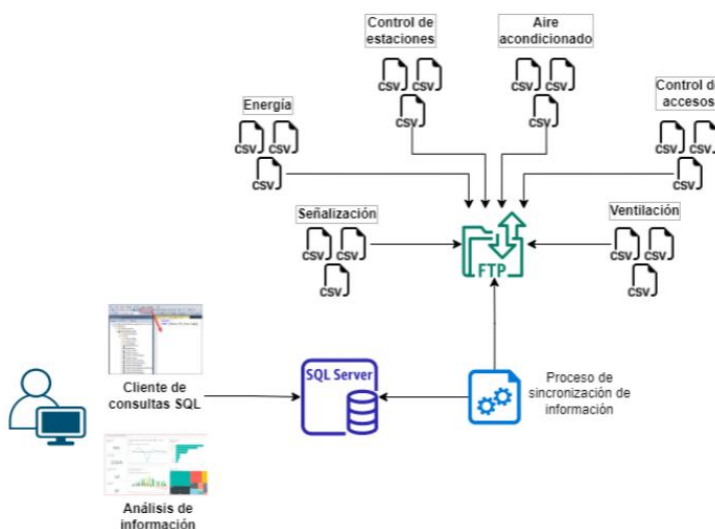 Control de
estaciones
Aire
acondicionado
Control de
accesos
Energía
CSV CSV
CSV
CSV CSV
CSV
CSV CSV
CSV
CSV CSV
CSV
Señalización
Ventilación
CSV CSV
CSV
CSV CSV
CSV
FTP
SQL Server
Proceso de
sincronización de
información
Cliente de
consultas SQL
Análisis de
información